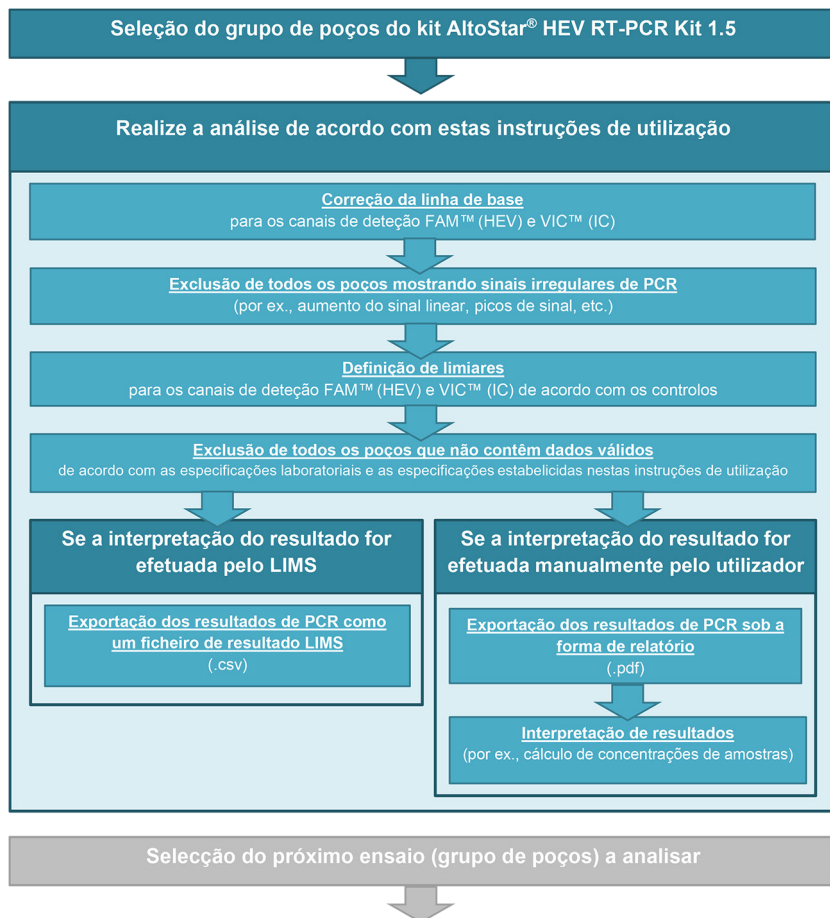 Seleção do grupo de poços do kit AltoStar® HEV RT-PCR Kit 1.5
Realize a análise de acordo com estas instruções de utilização
Correção da linha de base
para os canais de deteção FAM™ (HEV) e VIC™ (IC)
Exclusão de todos os poços mostrando sinais irregulares de PCR
(por ex., aumento do sinal linear, picos de sinal, etc.)
Definição de limiares
para os canais de deteção FAM™ (HEV) e VIC™ (IC) de acordo com os controlos
Exclusão de todos os poços que não contêm dados válidos
de acordo com as especificações laboratoriais e as especificações estabelicidas nestas instruções de utilização
Se a interpretação do resultado for
efetuada pelo LIMS
Exportação dos resultados de PCR como
um ficheiro de resultado LIMS
(.csv)
Se a interpretação do resultado for
efetuada manualmente pelo utilizador
Exportação dos resultados de PCR sob a
forma de relatório
(.pdf)
Interpretação de resultados
(por ex., cálculo de concentrações de amostras)
Selecção do próximo ensaio (grupo de poços) a analisar